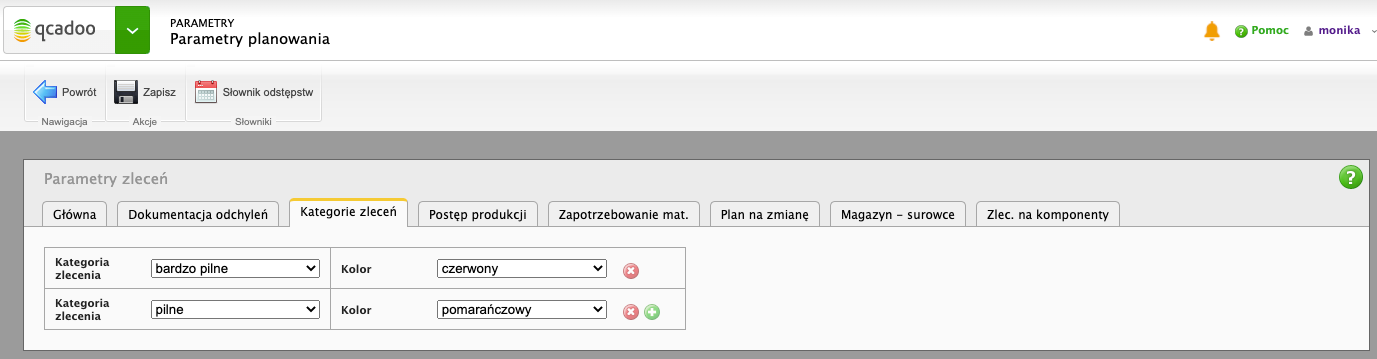 qcadoo
PARAMETRY
Parametry planowania
Pomoc
monika
Powrót
Zapisz
Słownik odstępstw
Nawigacja
Akcje
Słowniki
Parametry zleceń
?
Główna
Dokumentacja odchyleń
Kategorie zleceń
Postęp produkcji
Zapotrzebowanie mat.
Plan na zmianę
Magazyn - surowce
Zlec. na komponenty
Kategoria
zlecenia
bardzo pilne
Kolor
czerwony
Kategoria
zlecenia
pilne
Kolor
pomarańczowy